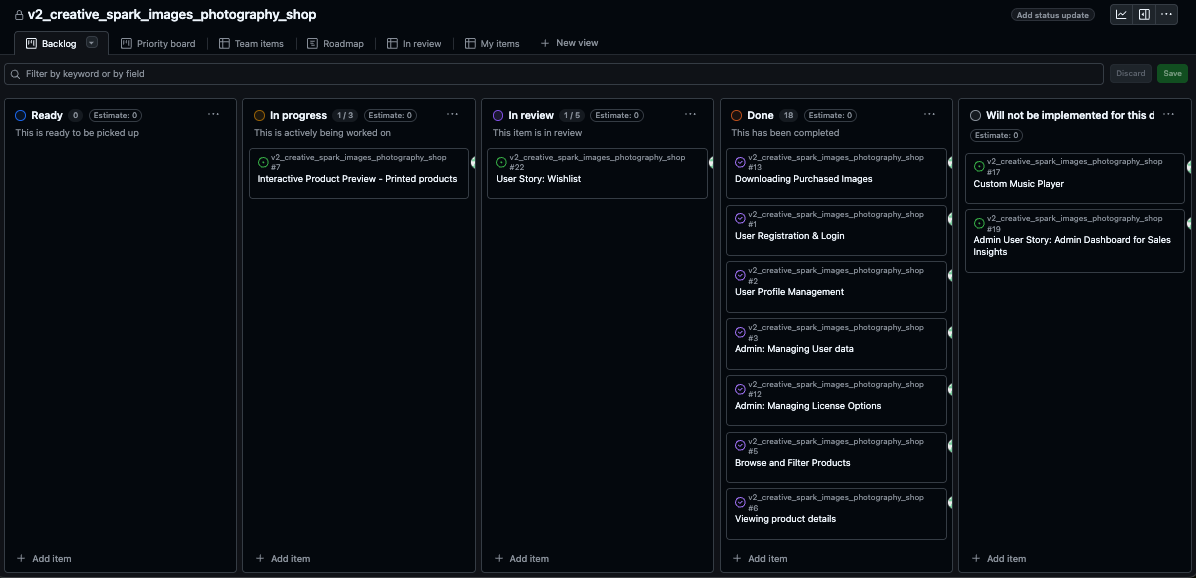 v2_creative_spark_images_photography_shop
Add status update
Backlog
Priority board
Team items
Roadmap
In review
My items
New view
Filter by keyword or by field
Discard
Save
Ready 0 Estimate: 0
This is ready to be picked up
Add item
In progress 1 / 3 Estimate: 0
This is actively being worked on
v2_creative_spark_images_photography_shop
#7
Interactive Product Preview - Printed products
Add item
In review 1 / 5 Estimate: 0
This item is in review
v2_creative_spark_images_photography_shop
#22
User Story: Wishlist
Add item
Done 18 Estimate: 0
This has been completed
v2_creative_spark_images_photography_shop
#13
Downloading Purchased Images
v2_creative_spark_images_photography_shop
#1
User Registration & Login
v2_creative_spark_images_photography_shop
#2
User Profile Management
v2_creative_spark_images_photography_shop
#3
Admin: Managing User data
v2_creative_spark_images_photography_shop
#12
Admin: Managing License Options
v2_creative_spark_images_photography_shop
#5
Browse and Filter Products
v2_creative_spark_images_photography_shop
#6
Viewing product details
Add item
Will not be implemented for this d
Estimate: 0
v2_creative_spark_images_photography_shop
#17
Custom Music Player
v2_creative_spark_images_photography_shop
#19
Admin User Story: Admin Dashboard for Sales
Insights
Add item